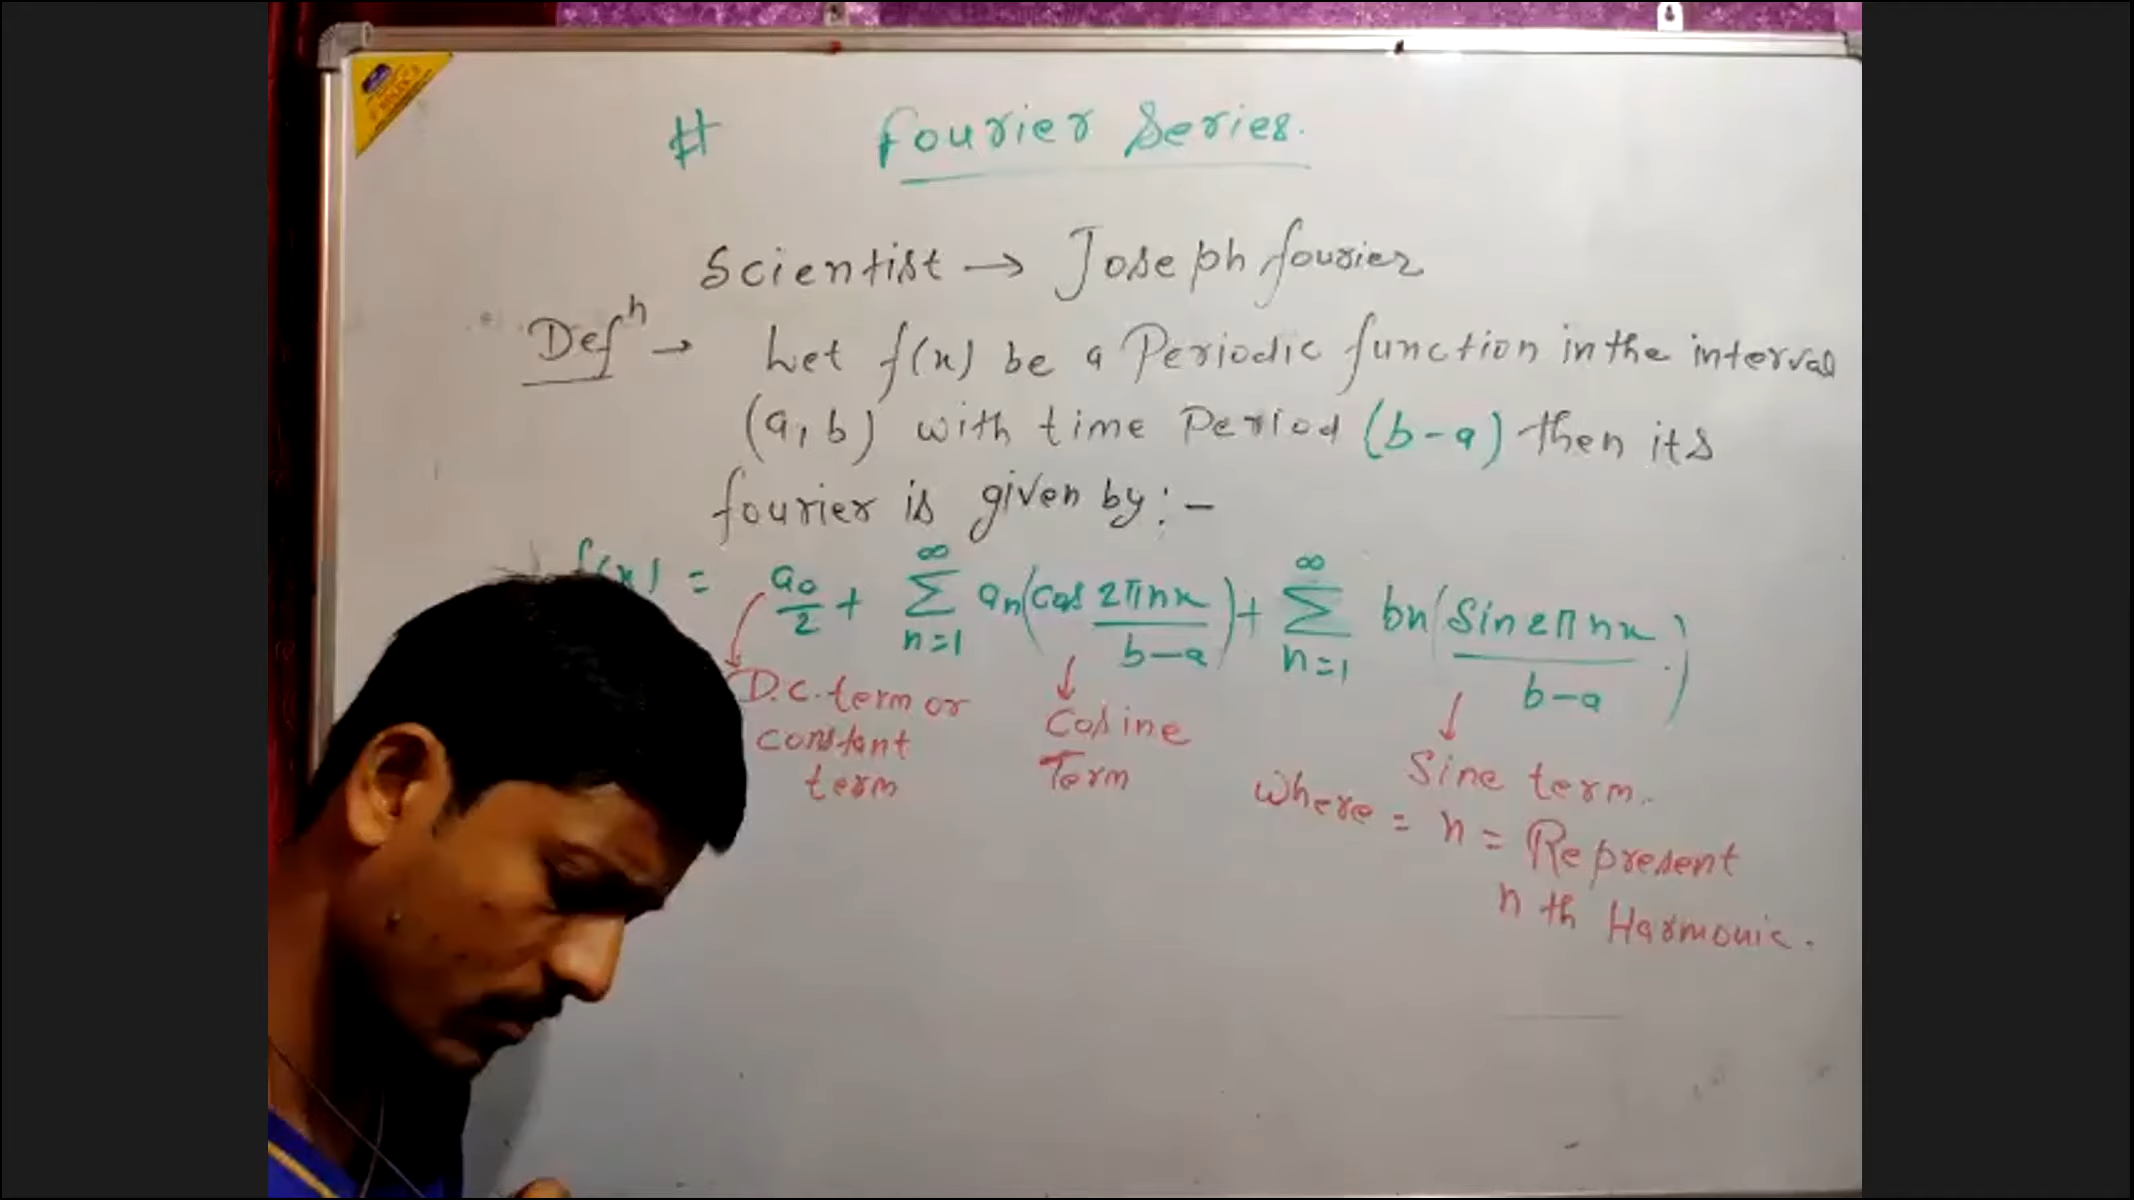 # Fourier Series.
Scientist → Joseph fourier
Defⁿ → Let f(x) be a Periodic function in the interval
(a, b) with time Period (b-a) then its
fourier is given by :-
f(x) = a₀/2 + ∞ Σ n=1 aₙ(Cos 2πnx / b-a) + ∞ Σ n=1 bn(Sin 2πnx / b-a)
D.C. term or constant term
Cosine Term
Sine term.
Where = n = Represent
n th Harmonic.